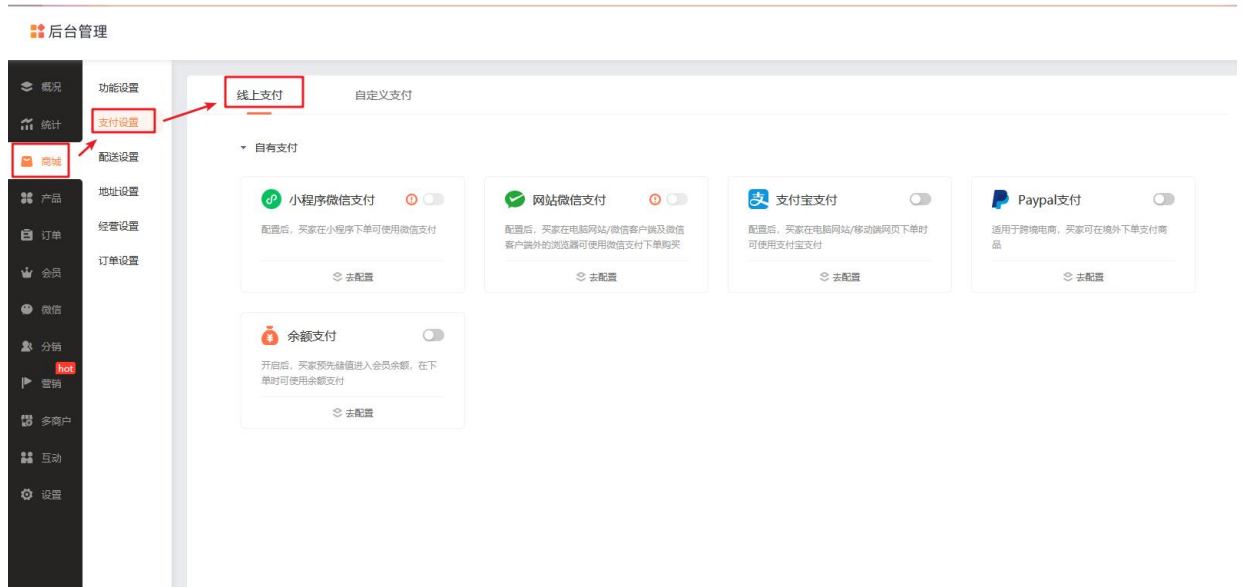 后台管理
概况
统计
商城
产品
订单
会员
微信
分销
hot
营销
多商户
互动
设置
功能设置
支付设置
配送设置
地址设置
经营设置
订单设置
线上支付
自定义支付
自有支付
小程序微信支付
配置后，买家在小程序下单可使用微信支付
去配置
网站微信支付
配置后，买家在电脑网站/微信客户端及微信
客户端外的浏览器可使用微信支付下单购买
去配置
支付宝支付
配置后，买家在电脑网站/移动端网页下单时
可使用支付宝支付
去配置
Paypal支付
适用于跨境电商，买家可在境外下单支付商
品
去配置
余额支付
开启后，买家预先储值进入会员余额，在下
单时可使用余额支付
去配置